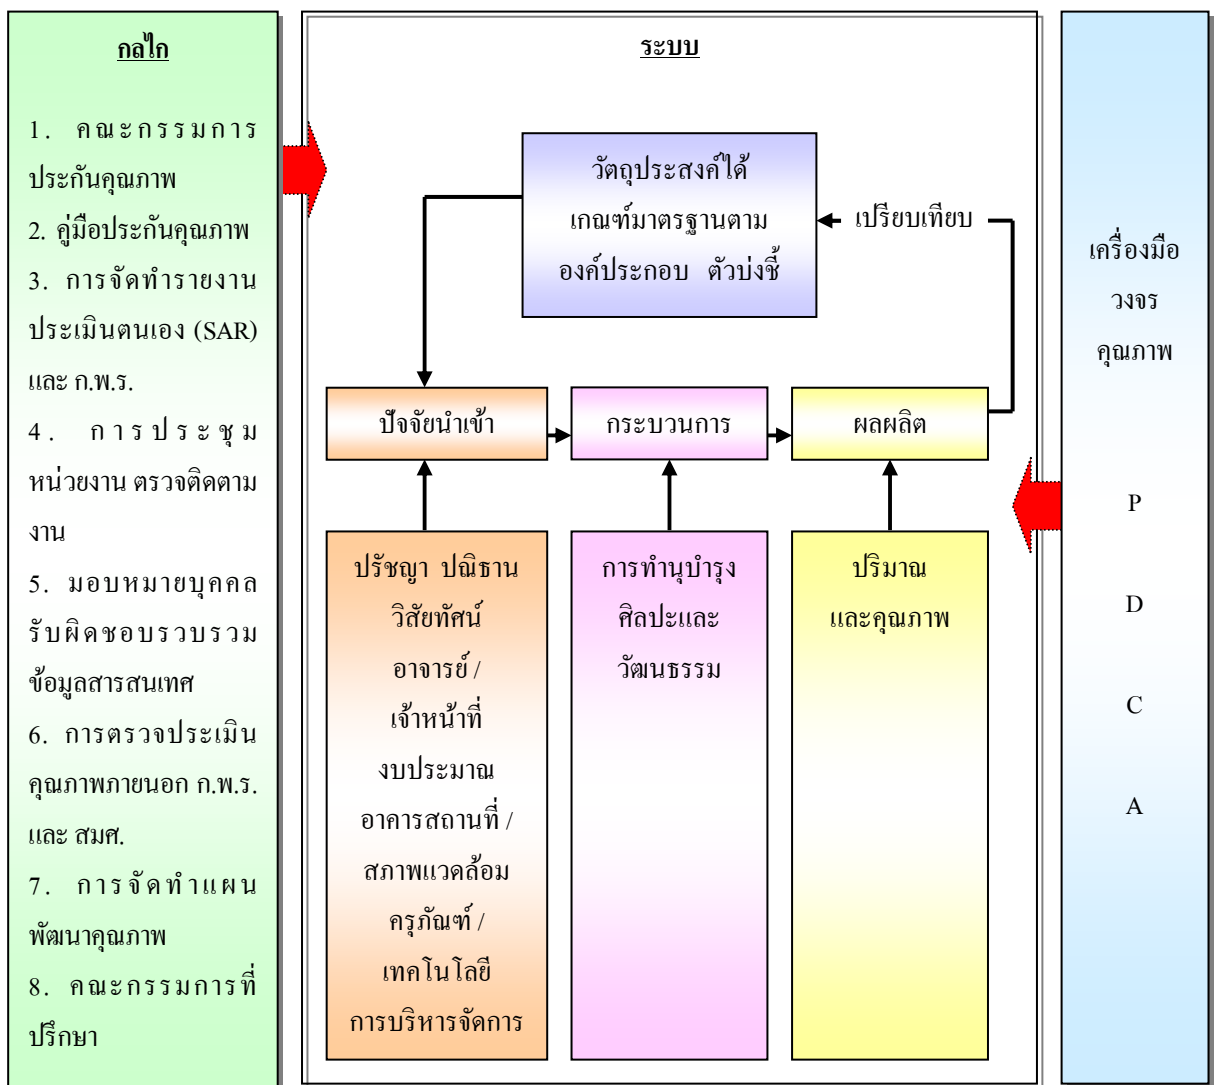 กลไก
1. คณะกรรมการ
ประกันคุณภาพ
2. คู่มือประกันคุณภาพ
3. การจัดทำรายงาน
ประเมินตนเอง (SAR)
และ ก.พ.ร.
4. การประชุม
หน่วยงาน ตรวจติดตาม
งาน
5. มอบหมายบุคคล
รับผิดชอบรวบรวม
ข้อมูลสารสนเทศ
6. การตรวจประเมิน
คุณภาพภายนอก ก.พ.ร.
และ สมศ.
7. การจัดทำแผน
พัฒนาคุณภาพ
8. คณะกรรมการที่
ปรึกษา
ระบบ
วัตถุประสงค์ได้
เกณฑ์มาตรฐานตาม
องค์ประกอบ ตัวบ่งชี้
เปรียบเทียบ
ปัจจัยนำเข้า
กระบวนการ
ผลผลิต
ปรัชญา ปณิธาน
วิสัยทัศน์
อาจารย์ /
เจ้าหน้าที่
งบประมาณ
อาคารสถานที่ /
สภาพแวดล้อม
ครุภัณฑ์ /
เทคโนโลยี
การบริหารจัดการ
การทำนุบำรุง
ศิลปะและ
วัฒนธรรม
ปริมาณ
และคุณภาพ
เครื่องมือ
วงจร
คุณภาพ
P
D
C
A